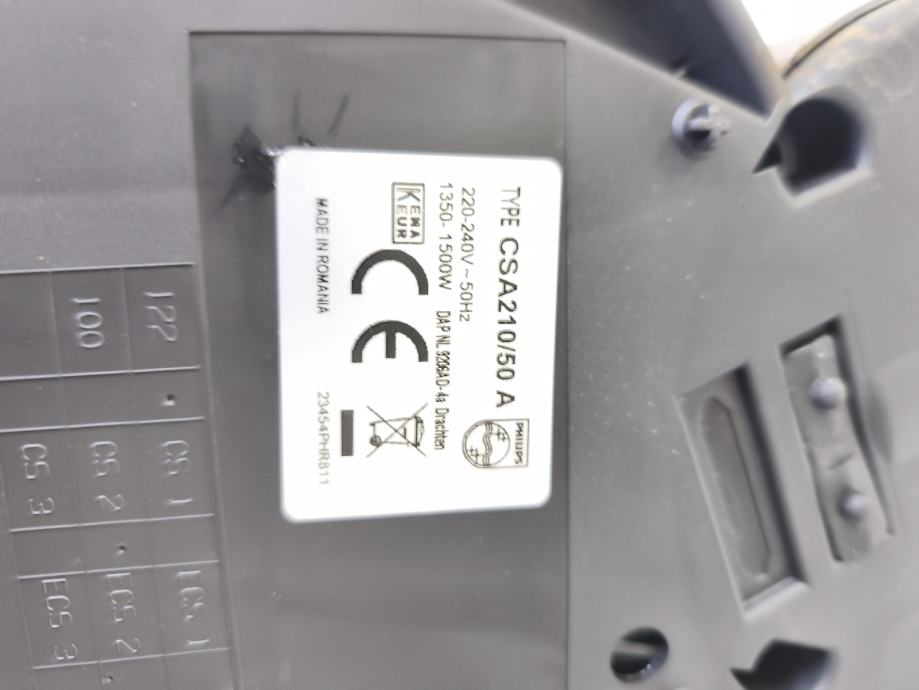 TYPE CSA210/50 A
PHILIPS
220-240V~50Hz
1350-1500W
DAP NL 9206AD-4a Drachten
KEMA
EUR
CE
MADE IN ROMANIA
23454PHR811
122
100
CS 1
CS 2
CS 3
ECS 1
ECS 2
ECS 3